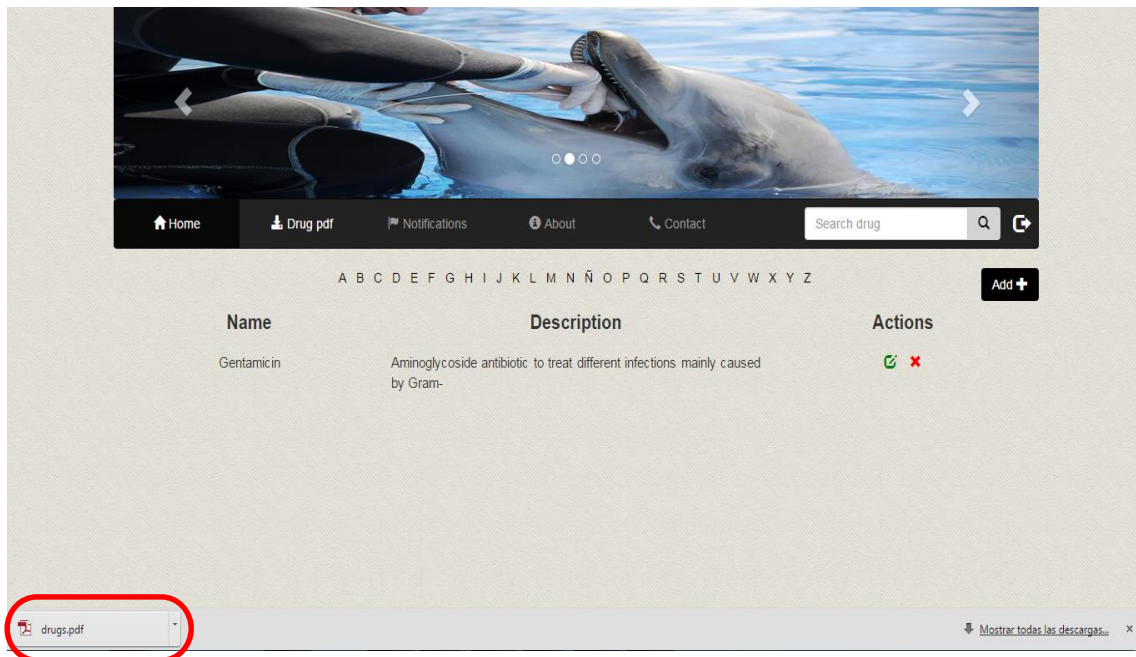 Home Drug pdf Notifications About Contact Search drug
A B C D E F G H I J K L M N Ñ O P Q R S T U V W X Y Z
Add
Name Description Actions
Gentamicin Aminoglycoside antibiotic to treat different infections mainly caused
by Gram-
drugs.pdf Mostrar todas las descargas...